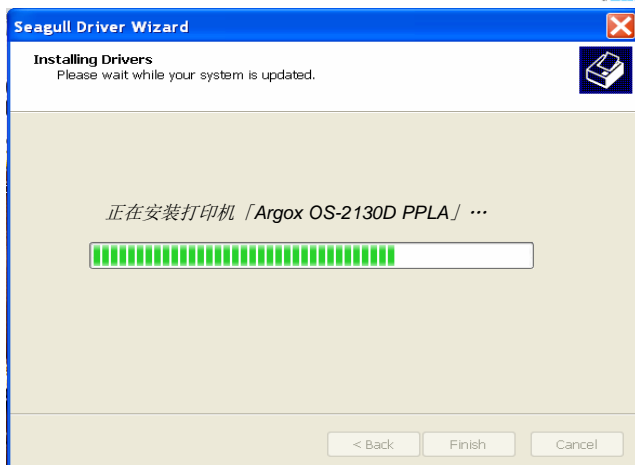 Seagull Driver Wizard
Installing Drivers
Please wait while your system is updated.
正在安装打印机「Argox OS-2130D PPLA」…
< Back
Finish
Cancel